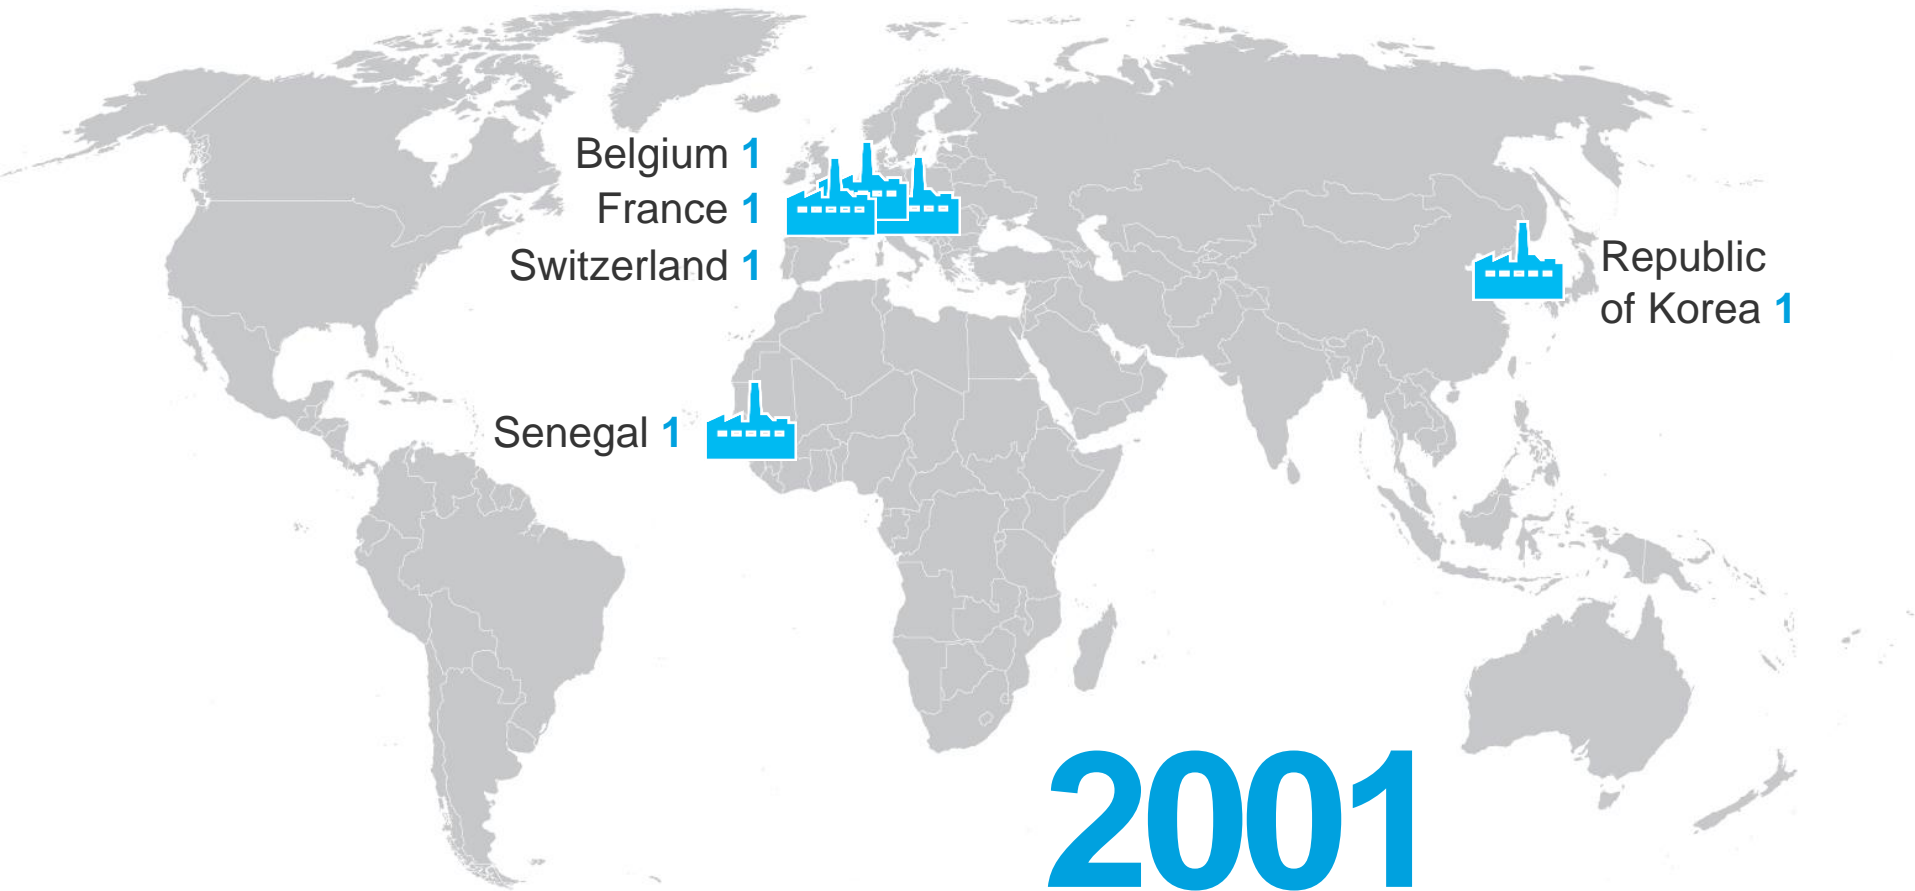 Belgium 1
France 1
Switzerland 1
Republic
of Korea 1
Senegal 1
2001